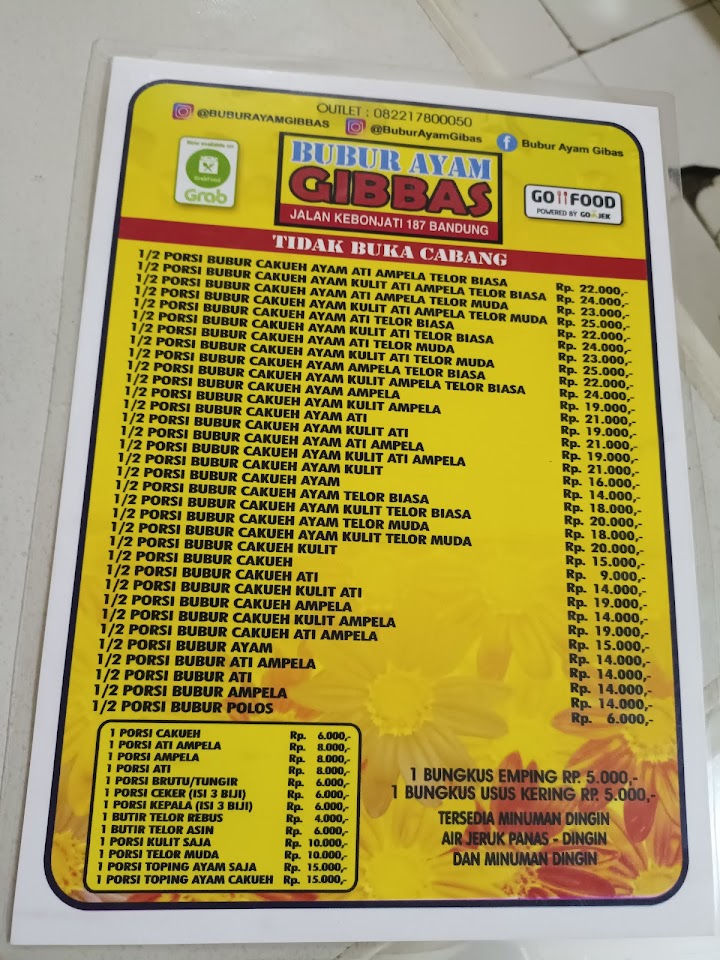 OUTLET : 082217800050
@BUBURAYAMGIBBAS
@BuburAyamGibas
Bubur Ayam Gibas
Now available on
GrabFood
Grab
BUBUR AYAM
GIBBAS
JALAN KEBONJATI 187 BANDUNG
GO FOOD
POWERED BY GOJEK
TIDAK BUKA CABANG
1/2 PORSI BUBUR CAKUEH AYAM ATI AMPELA TELOR BIASA Rp. 22.000,-
1/2 PORSI BUBUR CAKUEH AYAM KULIT ATI AMPELA TELOR BIASA Rp. 24.000,-
1/2 PORSI BUBUR CAKUEH AYAM ATI AMPELA TELOR MUDA Rp. 23.000,-
1/2 PORSI BUBUR CAKUEH AYAM KULIT ATI AMPELA TELOR MUDA Rp. 25.000,-
1/2 PORSI BUBUR CAKUEH AYAM ATI TELOR BIASA Rp. 22.000,-
1/2 PORSI BUBUR CAKUEH AYAM KULIT ATI TELOR BIASA Rp. 24.000,-
1/2 PORSI BUBUR CAKUEH AYAM ATI TELOR MUDA Rp. 23.000,-
1/2 PORSI BUBUR CAKUEH AYAM KULIT ATI TELOR MUDA Rp. 25.000,-
1/2 PORSI BUBUR CAKUEH AYAM AMPELA TELOR BIASA Rp. 22.000,-
1/2 PORSI BUBUR CAKUEH AYAM KULIT AMPELA TELOR BIASA Rp. 24.000,-
1/2 PORSI BUBUR CAKUEH AYAM AMPELA Rp. 19.000,-
1/2 PORSI BUBUR CAKUEH AYAM KULIT AMPELA Rp. 21.000,-
1/2 PORSI BUBUR CAKUEH AYAM ATI Rp. 19.000,-
1/2 PORSI BUBUR CAKUEH AYAM KULIT ATI Rp. 21.000,-
1/2 PORSI BUBUR CAKUEH AYAM ATI AMPELA Rp. 19.000,-
1/2 PORSI BUBUR CAKUEH AYAM KULIT ATI AMPELA Rp. 21.000,-
1/2 PORSI BUBUR CAKUEH AYAM KULIT Rp. 16.000,-
1/2 PORSI BUBUR CAKUEH AYAM Rp. 14.000,-
1/2 PORSI BUBUR CAKUEH AYAM TELOR BIASA Rp. 18.000,-
1/2 PORSI BUBUR CAKUEH AYAM KULIT TELOR BIASA Rp. 20.000,-
1/2 PORSI BUBUR CAKUEH AYAM TELOR MUDA Rp. 18.000,-
1/2 PORSI BUBUR CAKUEH AYAM KULIT TELOR MUDA Rp. 20.000,-
1/2 PORSI BUBUR CAKUEH KULIT Rp. 15.000,-
1/2 PORSI BUBUR CAKUEH Rp. 9.000,-
1/2 PORSI BUBUR CAKUEH ATI Rp. 14.000,-
1/2 PORSI BUBUR CAKUEH KULIT ATI Rp. 19.000,-
1/2 PORSI BUBUR CAKUEH AMPELA Rp. 14.000,-
1/2 PORSI BUBUR CAKUEH KULIT AMPELA Rp. 19.000,-
1/2 PORSI BUBUR CAKUEH ATI AMPELA Rp. 15.000,-
1/2 PORSI BUBUR AYAM Rp. 14.000,-
1/2 PORSI BUBUR ATI AMPELA Rp. 14.000,-
1/2 PORSI BUBUR ATI Rp. 14.000,-
1/2 PORSI BUBUR AMPELA Rp. 14.000,-
1/2 PORSI BUBUR POLOS Rp. 6.000,-
1 PORSI CAKUEH Rp. 6.000,-
1 PORSI ATI AMPELA Rp. 8.000,-
1 PORSI AMPELA Rp. 8.000,-
1 PORSI ATI Rp. 8.000,-
1 PORSI BRUTU/TUNGIR Rp. 6.000,-
1 PORSI CEKER (ISI 3 BIJI) Rp. 6.000,-
1 PORSI KEPALA (ISI 3 BIJI) Rp. 6.000,-
1 BUTIR TELOR REBUS Rp. 4.000,-
1 BUTIR TELOR ASIN Rp. 6.000,-
1 PORSI KULIT SAJA Rp. 10.000,-
1 PORSI TELOR MUDA Rp. 10.000,-
1 PORSI TOPING AYAM SAJA Rp. 15.000,-
1 PORSI TOPING AYAM CAKUEH Rp. 15.000,-
1 BUNGKUS EMPING RP. 5.000,-
1 BUNGKUS USUS KERING RP. 5.000,-
TERSEDIA MINUMAN DINGIN
AIR JERUK PANAS - DINGIN
DAN MINUMAN DINGIN